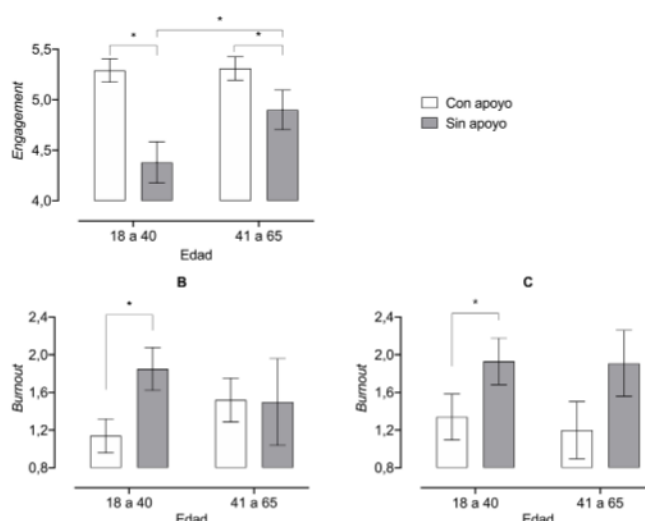 *
*
*
5,5
5,0
4,5
4,0
Engagement
18 a 40
41 a 65
Edad
Con apoyo
Sin apoyo
B
*
2,4
2,0
1,6
1,2
0,8
Burnout
18 a 40
41 a 65
Edad
C
*
2,4
2,0
1,6
1,2
0,8
Burnout
18 a 40
41 a 65
Edad